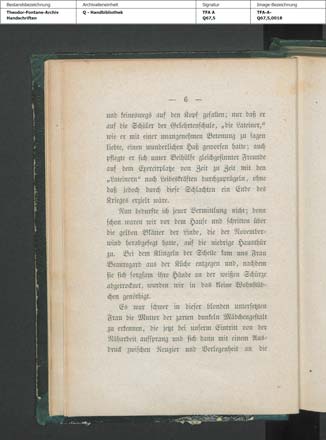 Bestandsbezeichnung
Theodor-Fontane-Archiv
Handschriften
Archivalieneinheit
Q - Handbibliothek
Signatur
TFA A
Q67,5
Image-Bezeichnung
TFA-A-
Q67,5,0018
— 6 —
und keineswegs auf den Kopf gefallen; nur daß er
auf die Schüler der Gelehrtenschule, „die Lateiner,“
wie er mit einer unangenehmen Betonung zu sagen
liebte, einen wunderlichen Haß geworfen hatte; auch
pflegte er sich unter Beihülfe gleichgesinnter Freunde
auf dem Exercirplatze von Zeit zu Zeit mit den
„Lateinern“ nach Leibeskräften durchzuprügeln, ohne
daß jedoch durch diese Schlachten ein Ende des
Krieges erzielt wäre.
Nun bedurfte ich jener Vermittlung nicht; denn
schon waren wir vor dem Hause und schritten über
die gelben Blätter der Linde, die der November-
wind herabgefegt hatte, auf die niedrige Hausthür
zu. Bei dem Klingeln der Schelle kam uns Frau
Beauregard aus der Küche entgegen und, nachdem
sie sich sorgsam ihre Hände an der weißen Schürze
abgetrocknet, wurden wir in das kleine Wohnstüb-
chen genöthigt.
Es war schwer in dieser blonden untersetzten
Frau die Mutter der zarten dunkeln Mädchengestalt
zu erkennen, die jetzt bei unserm Eintritt von der
Näharbeit aufsprang und sich dann mit einem Aus-
druck zwischen Neugier und Verlegenheit an die